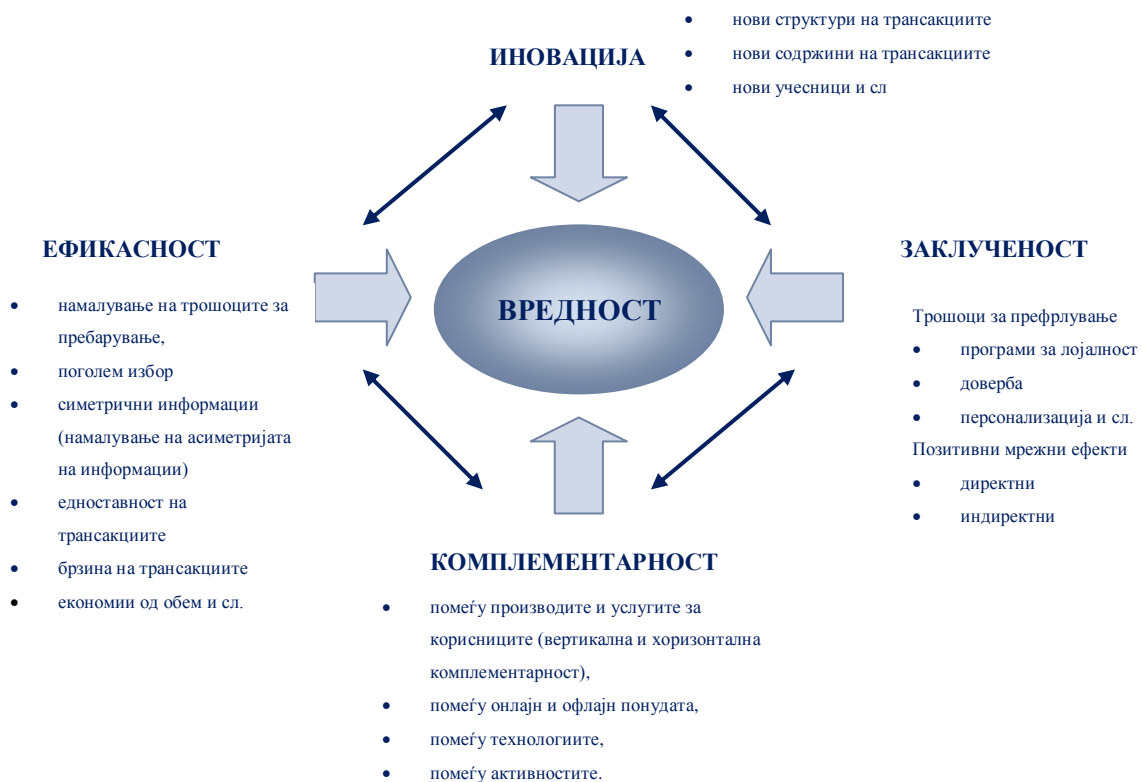 ИНОВАЦИЈА
• нови структури на трансакциите
• нови содржини на трансакциите
• нови учесници и сл
ЕФИКАСНОСТ
• намалување на трошоците за
пребарување,
• поголем избор
• симетрични информации
(намалување на асиметријата
на информации)
• едноставност на
трансакциите
• брзина на трансакциите
• економии од обем и сл.
ВРЕДНОСТ
ЗАКЛУЧЕНОСТ
Трошоци за префрлување
• програми за лојалност
• доверба
• персонализација и сл.
Позитивни мрежни ефекти
• директни
• индиректни
КОМПЛЕМЕНТАРНОСТ
• помеѓу производите и услугите за
корисниците (вертикална и хоризонтална
комплементарност),
• помеѓу онлајн и офлајн понудата,
• помеѓу технологиите,
• помеѓу активностите.